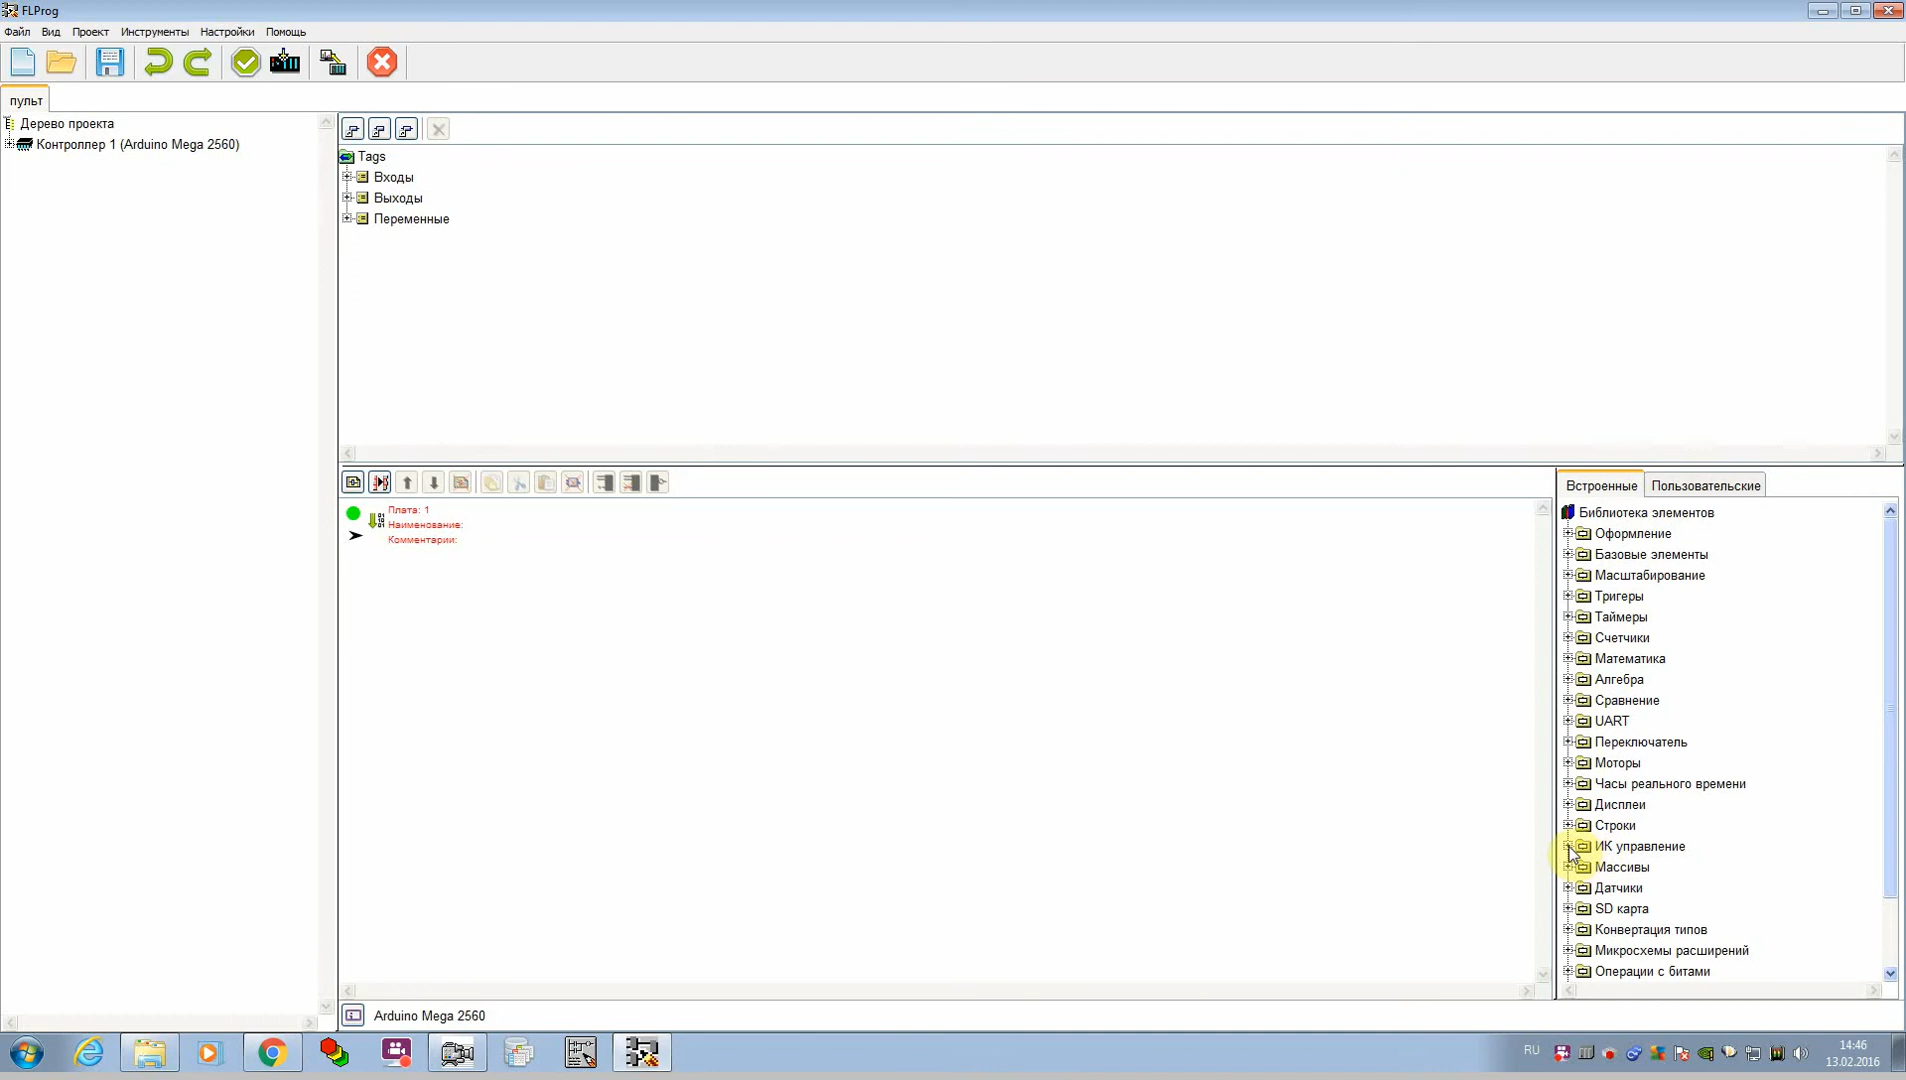 FLProg
Файл Вид Проект Инструменты Настройки Помощь
пульт
Дерево проекта
Контроллер 1 (Arduino Mega 2560)
Tags
Входы
Выходы
Переменные
Плата: 1
Наименование:
Комментарии:
Встроенные Пользовательские
Библиотека элементов
Оформление
Базовые элементы
Масштабирование
Тригеры
Таймеры
Счетчики
Математика
Алгебра
Сравнение
UART
Переключатель
Моторы
Часы реального времени
Дисплеи
Строки
ИК управление
Массивы
Датчики
SD карта
Конвертация типов
Микросхемы расширений
Операции с битами
Arduino Mega 2560
RU
14:46
13.02.2016